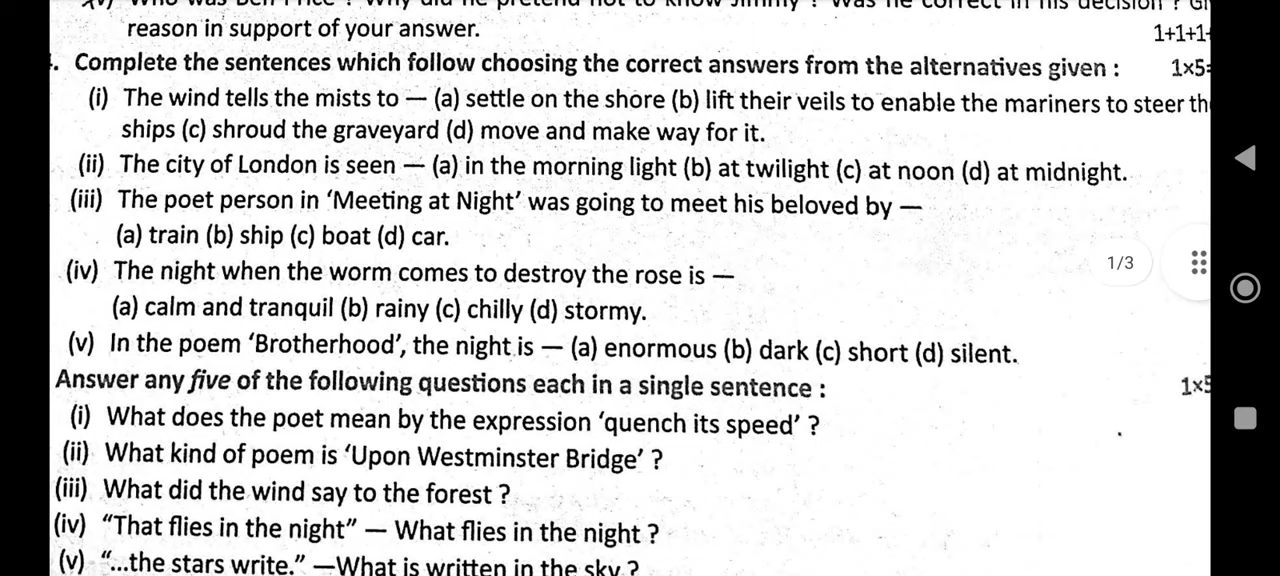 reason in support of your answer. 1+1+1+
. Complete the sentences which follow choosing the correct answers from the alternatives given : 1×5=
(i) The wind tells the mists to — (a) settle on the shore (b) lift their veils to enable the mariners to steer th
ships (c) shroud the graveyard (d) move and make way for it.
(ii) The city of London is seen — (a) in the morning light (b) at twilight (c) at noon (d) at midnight.
(iii) The poet person in ‘Meeting at Night’ was going to meet his beloved by —
(a) train (b) ship (c) boat (d) car.
1/3
(iv) The night when the worm comes to destroy the rose is —
(a) calm and tranquil (b) rainy (c) chilly (d) stormy.
(v) In the poem ‘Brotherhood’, the night is — (a) enormous (b) dark (c) short (d) silent.
Answer any five of the following questions each in a single sentence : 1×5
(i) What does the poet mean by the expression ‘quench its speed’ ?
(ii) What kind of poem is ‘Upon Westminster Bridge’ ?
(iii) What did the wind say to the forest ?
(iv) “That flies in the night” — What flies in the night ?
(v) “...the stars write.” —What is written in the sky ?